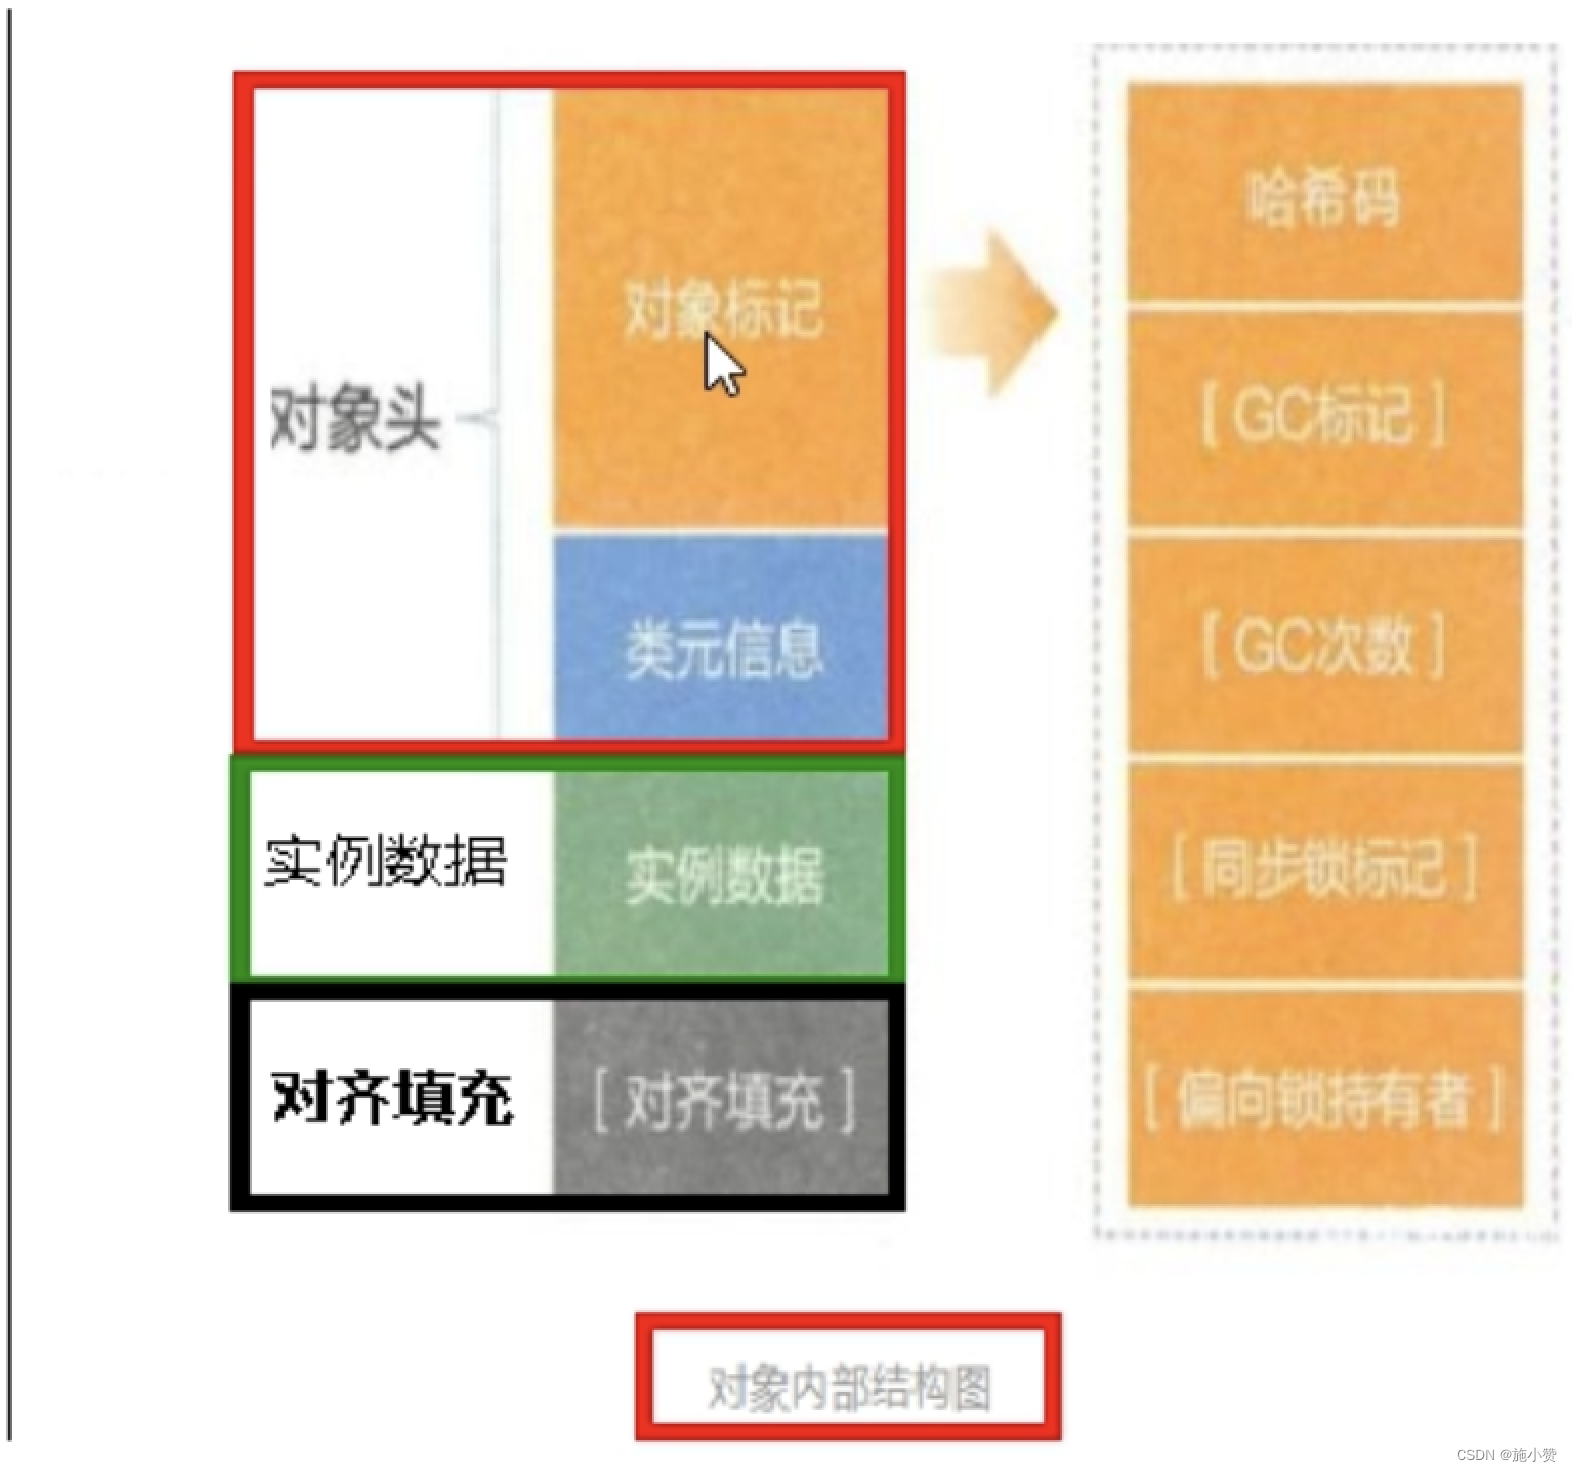 对象头
对象标记
类元信息
实例数据
实例数据
对齐填充
[ 对齐填充 ]
哈希码
[ GC标记 ]
[ GC次数 ]
[ 同步锁标记 ]
[ 偏向锁持有者 ]
对象内部结构图
CSDN @施小赞